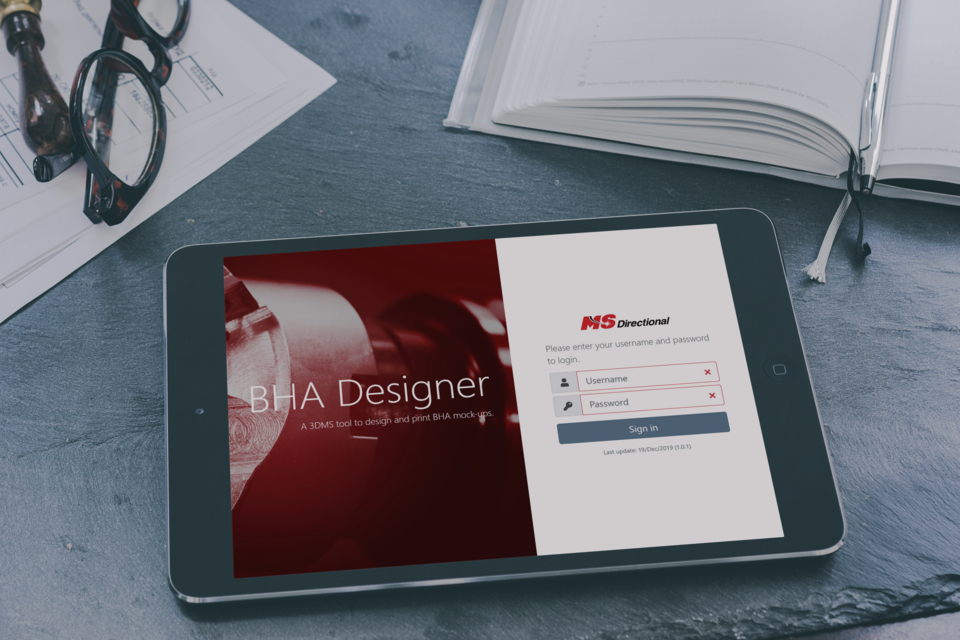 BHA Designer
A 3DMS tool to design and print BHA mock-ups.
MS Directional
Please enter your username and password
to login.
Username
Password
Sign in
Last update: 19/Dec/2019 (1.0.1)